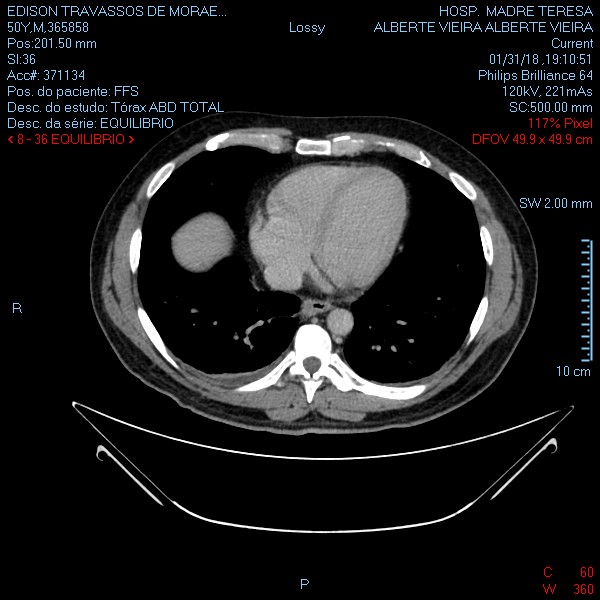 EDISON TRAVASSOS DE MORAE...
50Y,M,365858
Pos:201.50 mm
SI:36
Acc#: 371134
Pos. do paciente: FFS
Desc. do estudo: Tórax ABD TOTAL
Desc. da série: EQUILIBRIO
< 8 - 36 EQUILIBRIO >
Lossy
HOSP. MADRE TERESA
ALBERTE VIEIRA ALBERTE VIEIRA
Current
01/31/18 ,19:10:51
Philips Brilliance 64
120kV, 221mAs
SC:500.00 mm
117% Pixel
DFOV 49.9 x 49.9 cm
SW 2.00 mm
R
10 cm
P
C 60
W 360